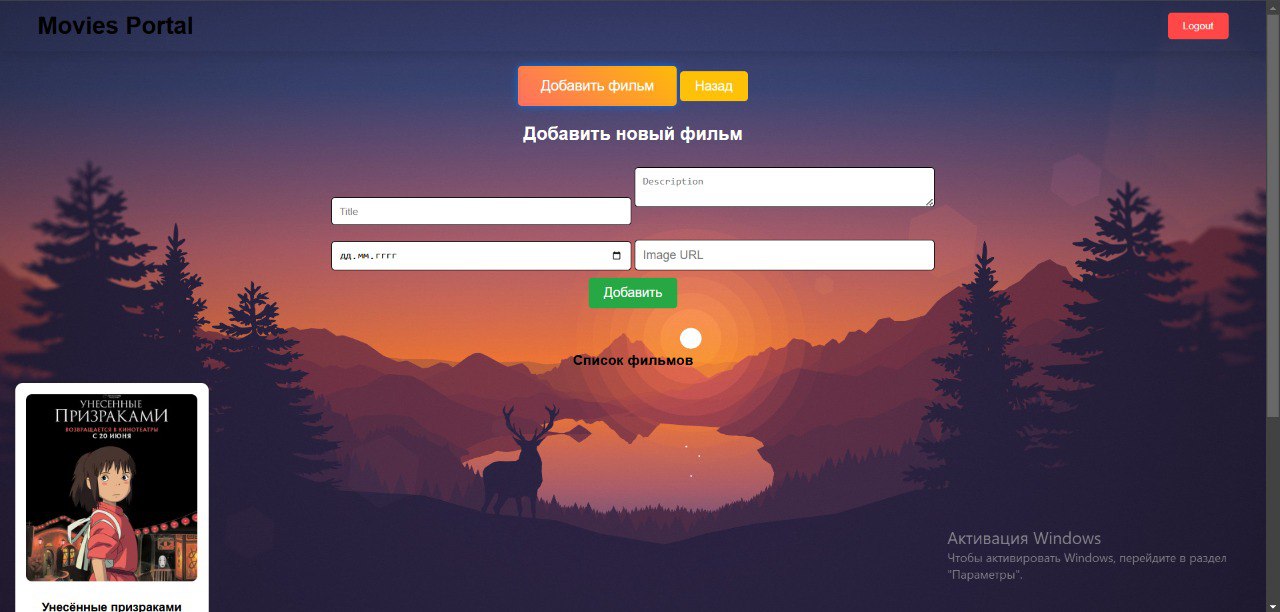 Movies Portal
Logout
Добавить фильм
Назад
Добавить новый фильм
Description
Title
дд.мм.гггг
Image URL
Добавить
Список фильмов
УНЕСЕННЫЕ
ПРИЗРАКАМИ
ВОЗВРАЩАЕТСЯ В КИНОТЕАТРЫ
С 20 ИЮНЯ
Унесённые призраками
Активация Windows
Чтобы активировать Windows, перейдите в раздел
"Параметры".